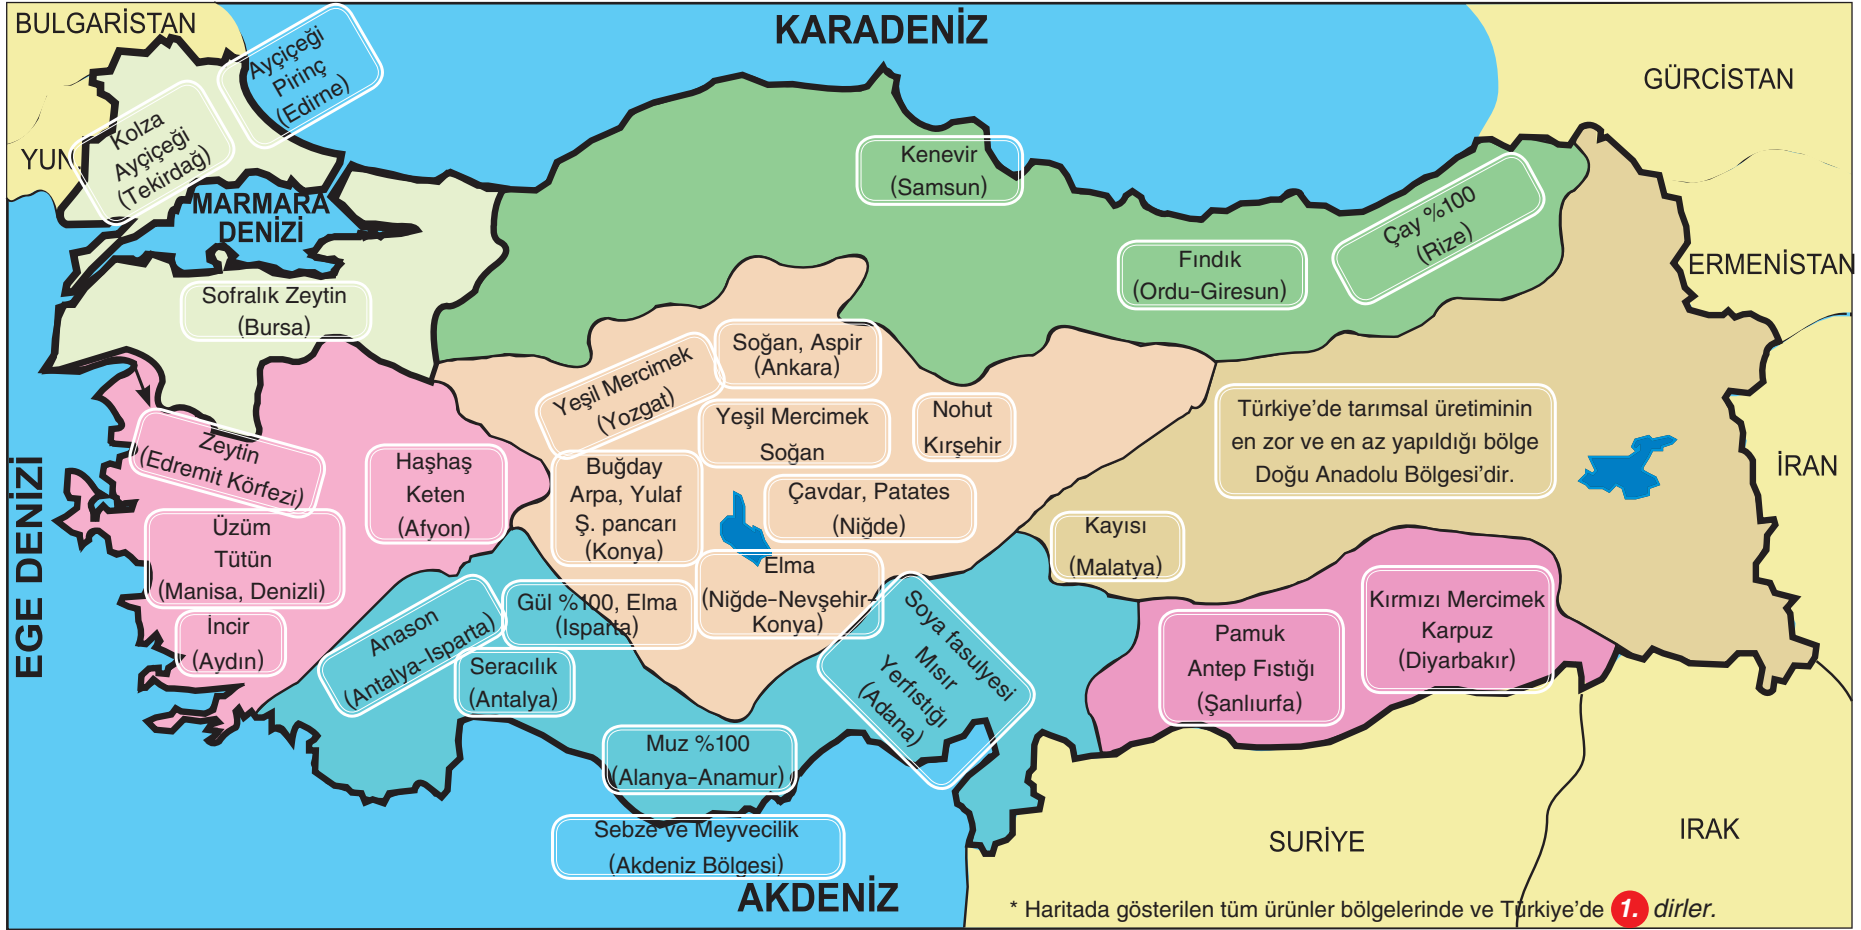 BULGARİSTAN
KARADENİZ
GÜRCİSTAN
Ayçiçeği
Pirinç
(Edirne)
Kolza
Ayçiçeği
(Tekirdağ)
YUN.
MARMARA
DENİZİ
Kenevir
(Samsun)
Çay %100
(Rize)
Fındık
(Ordu-Giresun)
ERMENİSTAN
Sofralık Zeytin
(Bursa)
Soğan, Aspir
(Ankara)
Yeşil Mercimek
(Yozgat)
Yeşil Mercimek
Soğan
Nohut
Kırşehir
Türkiye'de tarımsal üretiminin
en zor ve en az yapıldığı bölge
Doğu Anadolu Bölgesi'dir.
İRAN
EGE DENİZİ
Zeytin
(Edremit Körfezi)
Haşhaş
Keten
(Afyon)
Buğday
Arpa, Yulaf
Ş. pancarı
(Konya)
Çavdar, Patates
(Niğde)
Üzüm
Tütün
(Manisa, Denizli)
Kayısı
(Malatya)
Elma
(Niğde-Nevşehir-
Konya)
Gül %100, Elma
(Isparta)
İncir
(Aydın)
Anason
(Antalya-Isparta)
Seracılık
(Antalya)
Soya fasulyesi
Mısır
Yerfıstığı
(Adana)
Pamuk
Antep Fıstığı
(Şanlıurfa)
Kırmızı Mercimek
Karpuz
(Diyarbakır)
Muz %100
(Alanya-Anamur)
Sebze ve Meyvecilik
(Akdeniz Bölgesi)
AKDENİZ
SURİYE
IRAK
* Haritada gösterilen tüm ürünler bölgelerinde ve Türkiye'de 1. dirler.